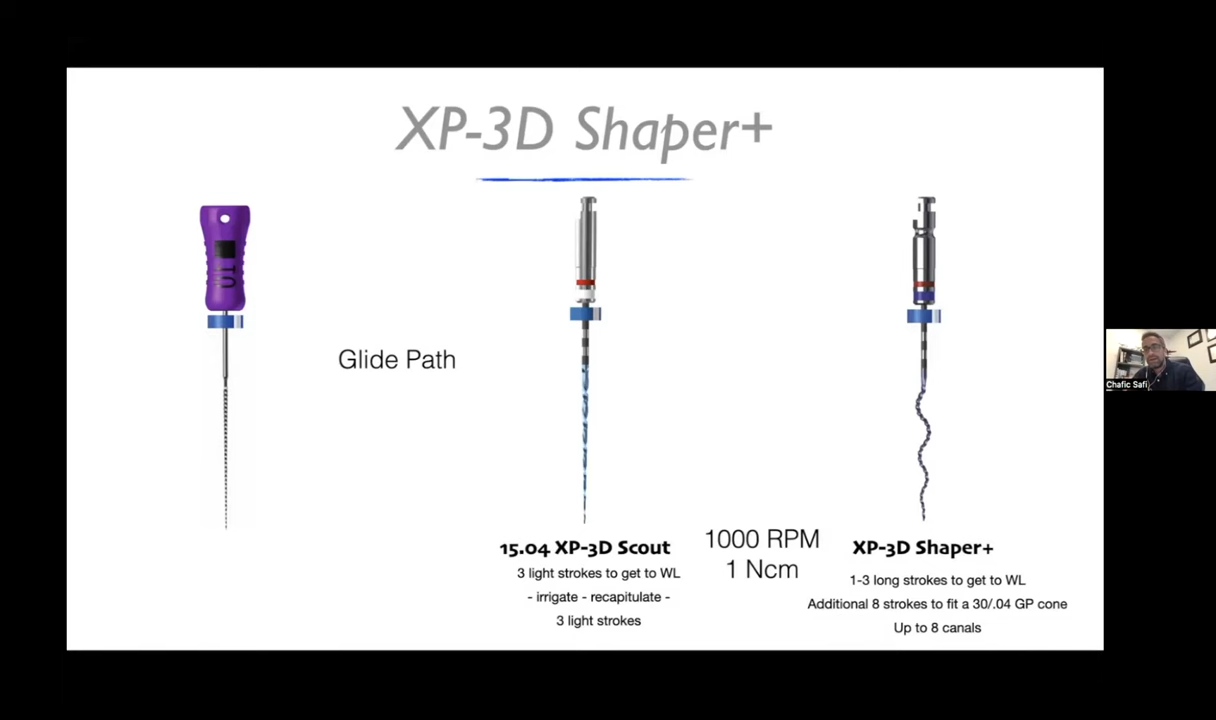 XP-3D Shaper+
10
Glide Path
15.04 XP-3D Scout
3 light strokes to get to WL
- irrigate - recapitulate -
3 light strokes
1000 RPM
1 Ncm
XP-3D Shaper+
1-3 long strokes to get to WL
Additional 8 strokes to fit a 30/.04 GP cone
Up to 8 canals
Chafic Safi